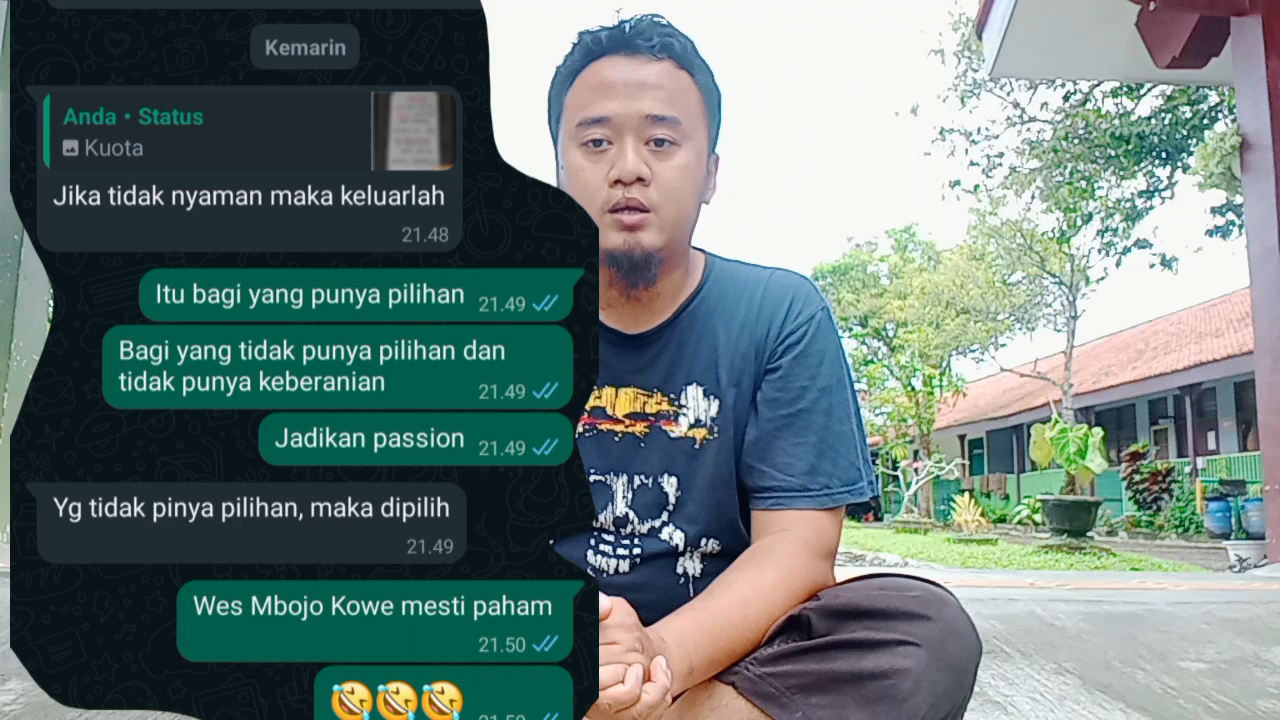 Kemarin
Anda • Status
Kuota
Jika tidak nyaman maka keluarlah
21.48
Itu bagi yang punya pilihan 21.49
Bagi yang tidak punya pilihan dan
tidak punya keberanian 21.49
Jadikan passion 21.49
Yg tidak pinya pilihan, maka dipilih
21.49
Wes Mbojo Kowe mesti paham
21.50
🤣🤣🤣